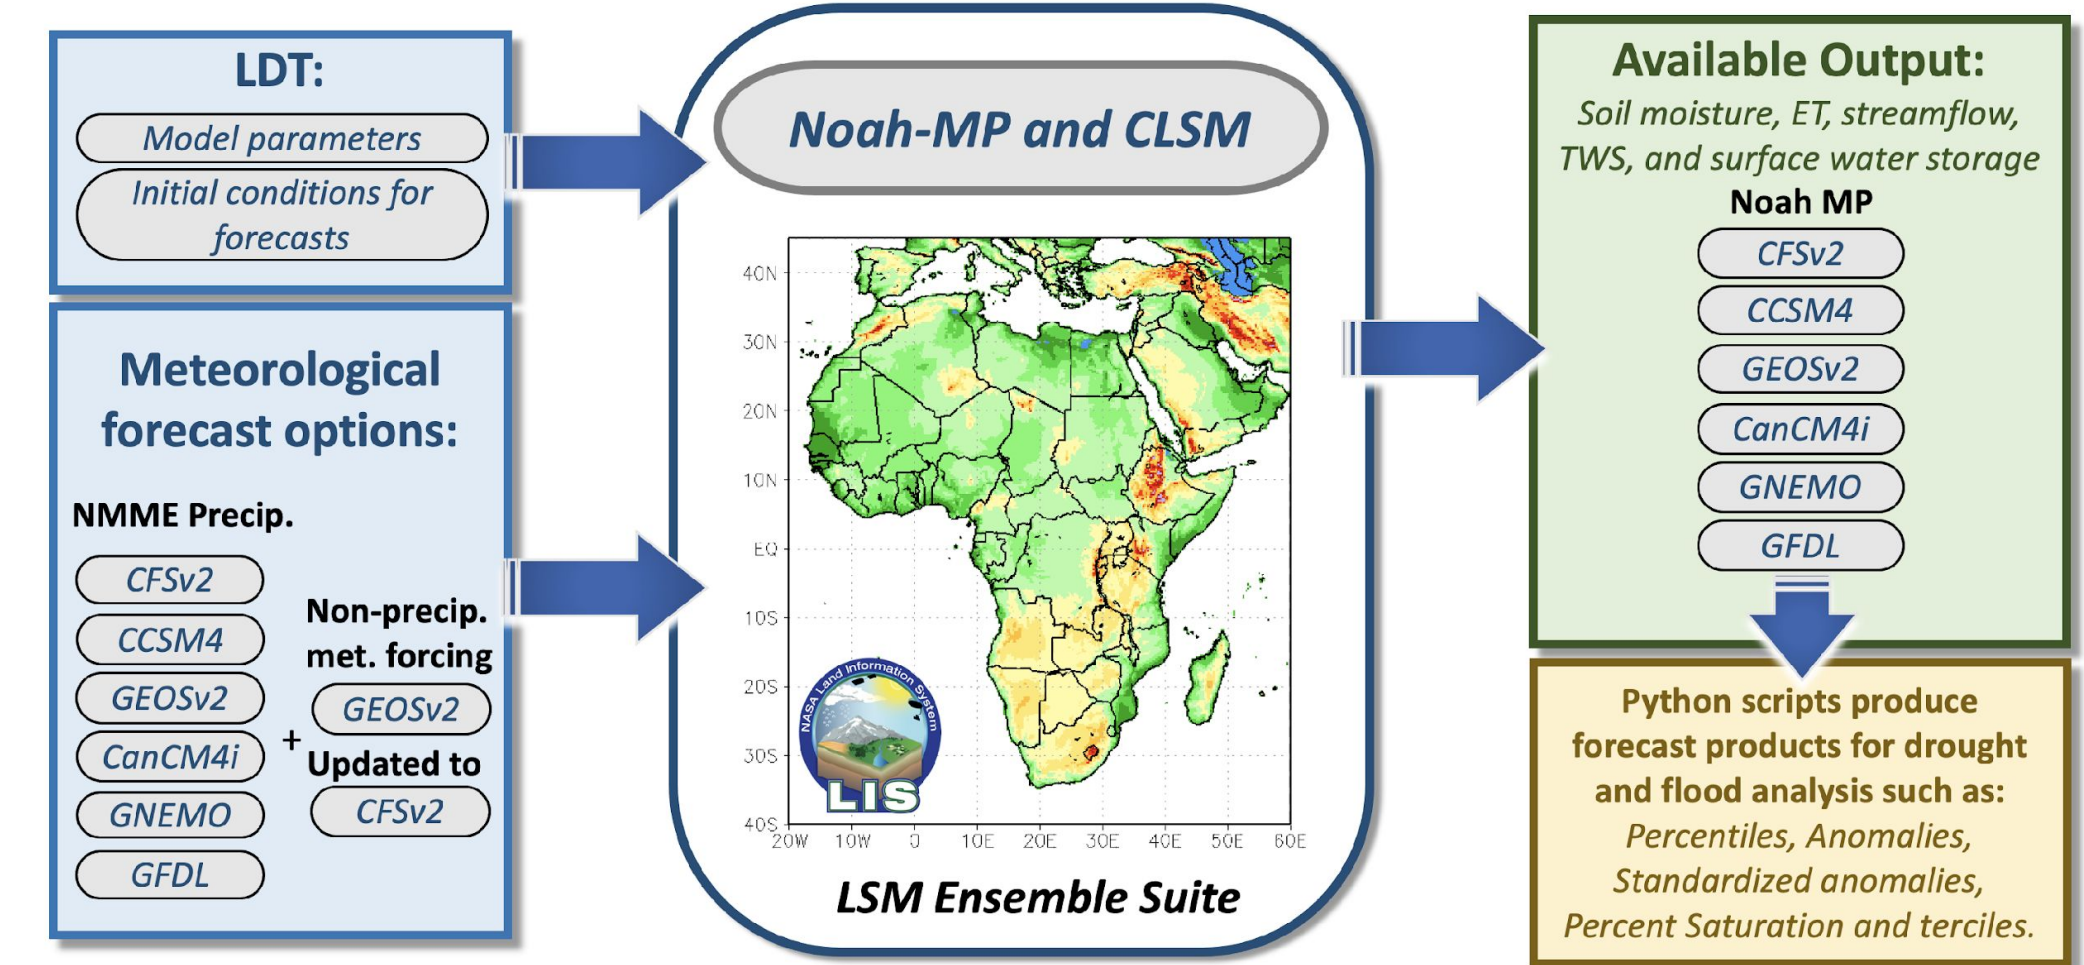 LDT:
Model parameters
Initial conditions for
forecasts
Meteorological
forecast options:
NMME Precip.
CFSv2
CCSM4
GEOSv2
CanCM4i
GNEMO
GFDL
+
Non-precip.
met. forcing
GEOSv2
Updated to
CFSv2
Noah-MP and CLSM
40N
30N
20N
10N
EQ
10S
20S
30S
40S
20W 10W 0 10E 20E 30E 40E 50E 60E
NASA Land Information System
LIS
LSM Ensemble Suite
Available Output:
Soil moisture, ET, streamflow,
TWS, and surface water storage
Noah MP
CFSv2
CCSM4
GEOSv2
CanCM4i
GNEMO
GFDL
Python scripts produce
forecast products for drought
and flood analysis such as:
Percentiles, Anomalies,
Standardized anomalies,
Percent Saturation and terciles.